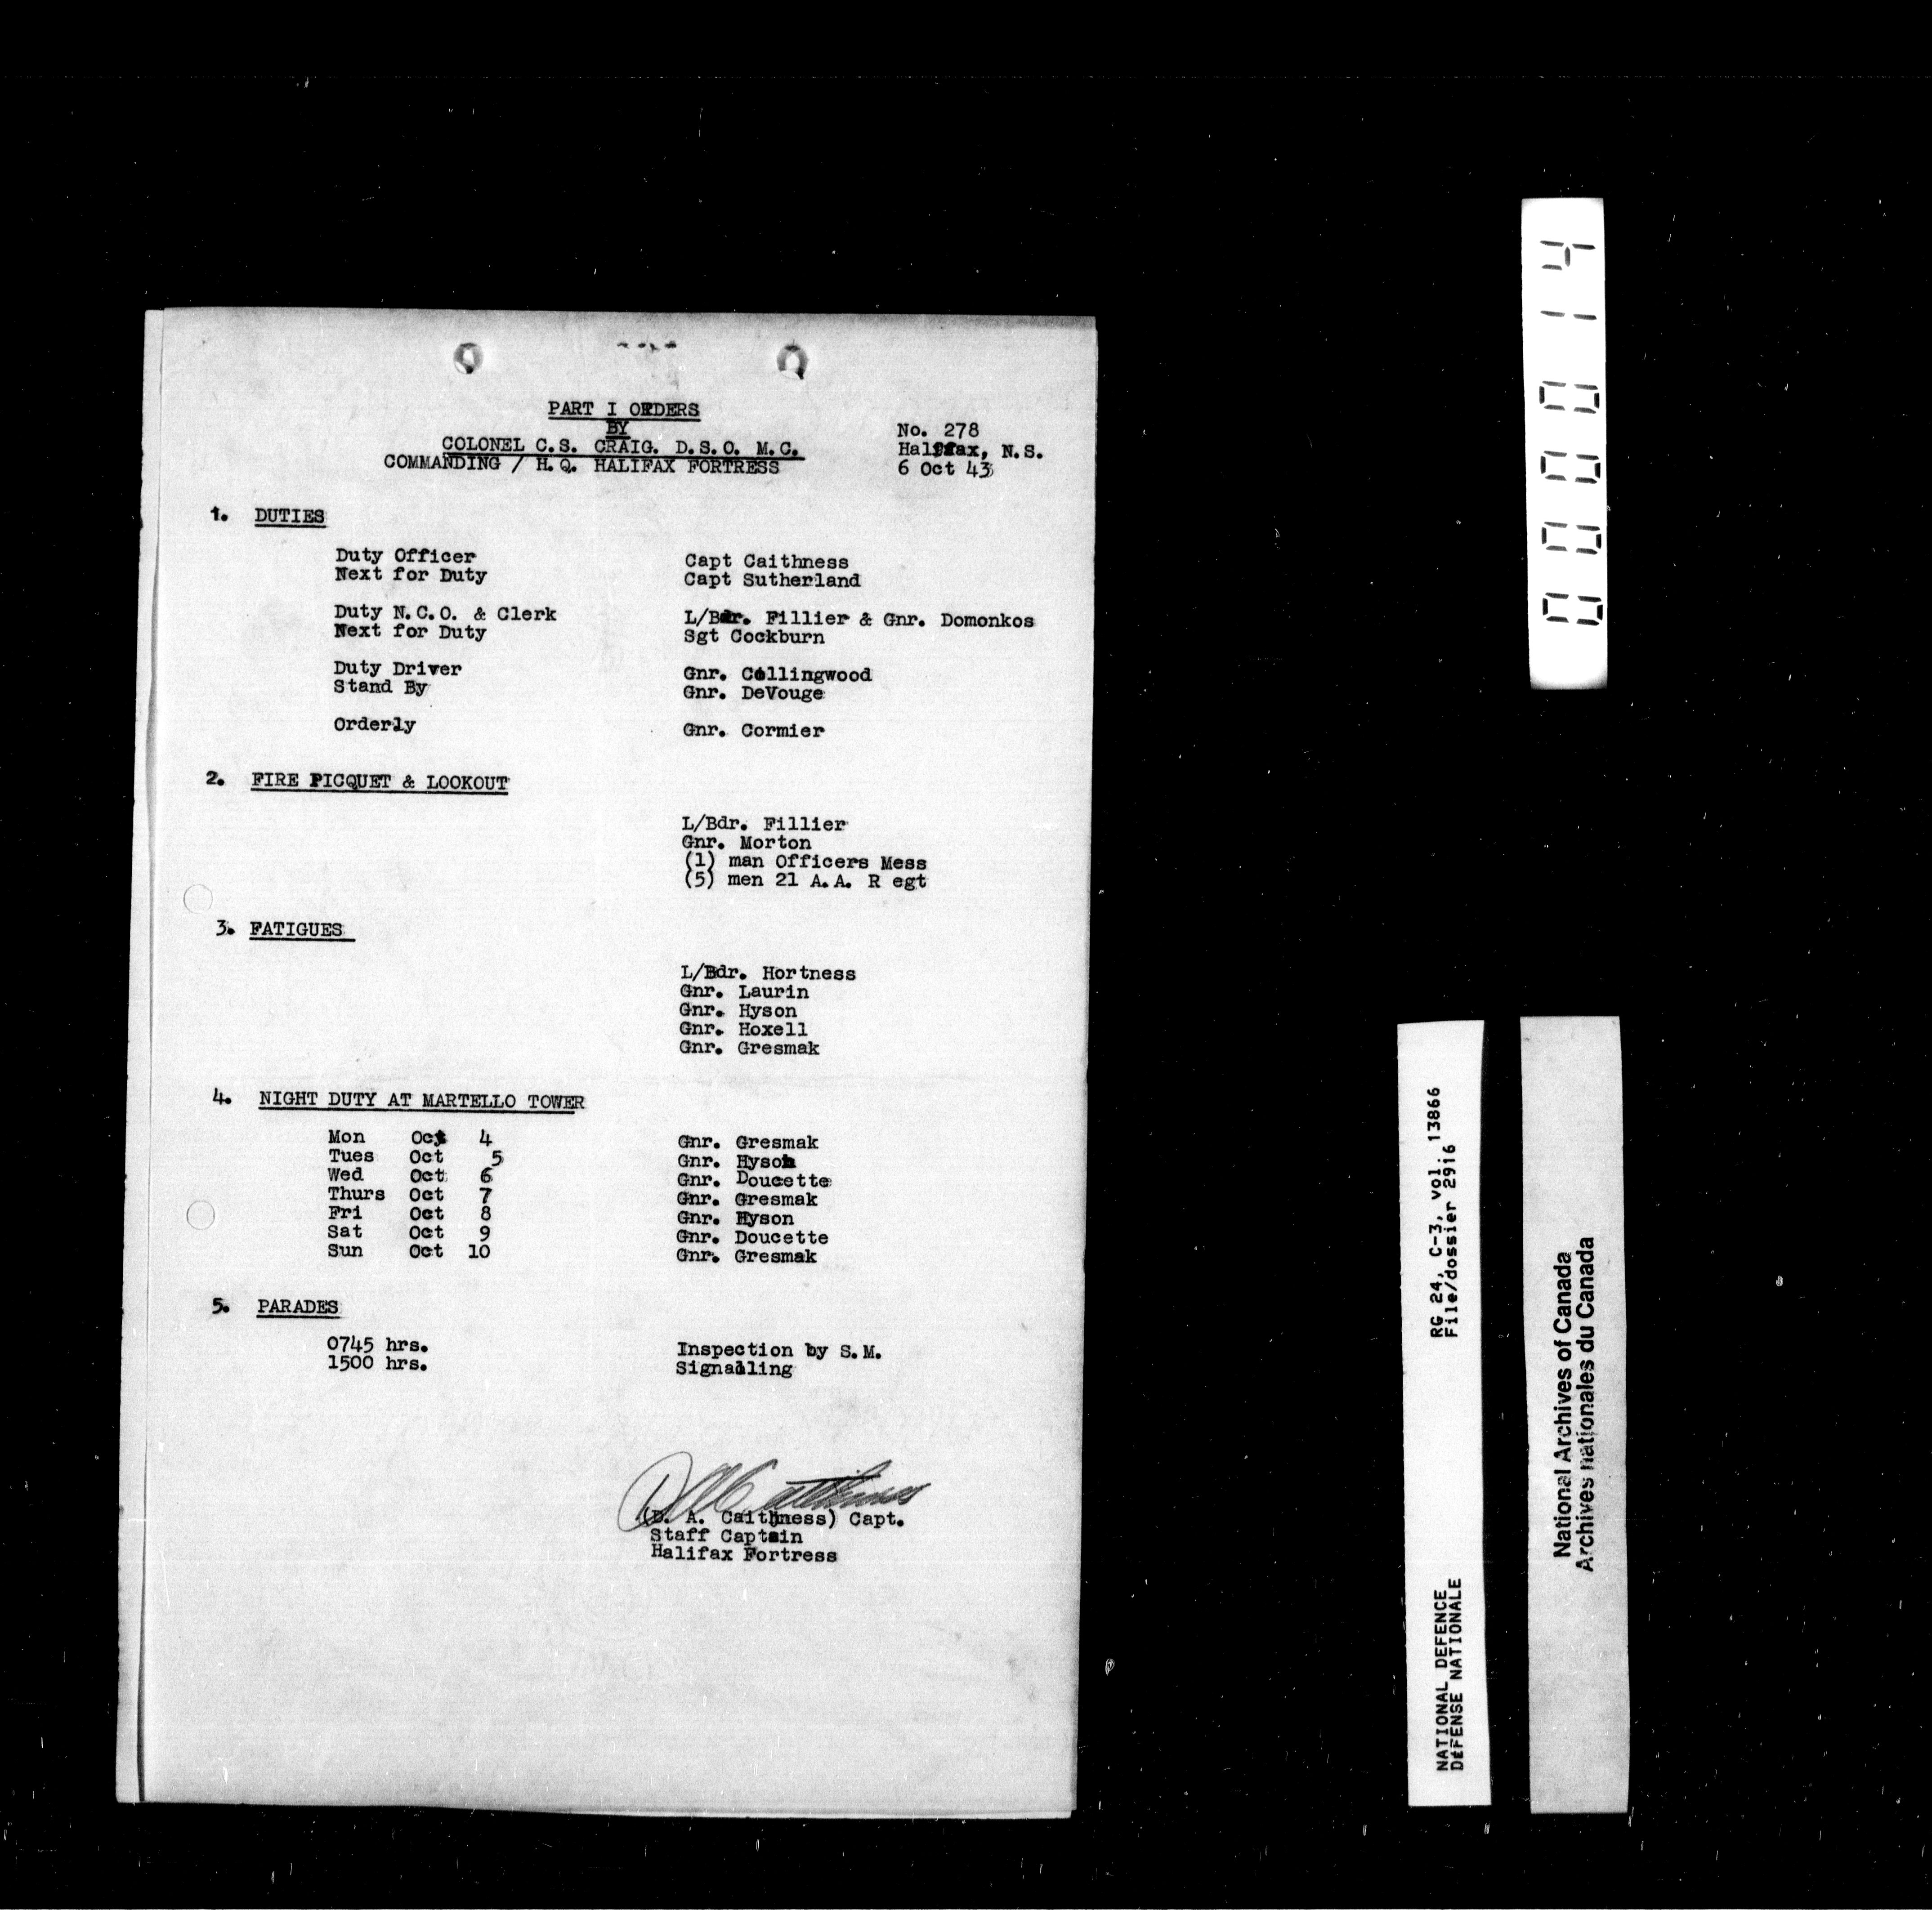 PART I ORDERS
BY
COLONEL C.S. CRAIG. D.S.O. M.C.
COMMANDING / H.Q. HALIFAX FORTRESS
No. 278
Halifax, N.S.
6 Oct 43
1. DUTIES
Duty Officer Capt Caithness
Next for Duty Capt Sutherland
Duty N.C.O. & Clerk L/Bdr. Fillier & Gnr. Domonkos
Next for Duty Sgt Cockburn
Duty Driver Gnr. Collingwood
Stand By Gnr. DeVouge
Orderly Gnr. Cormier
2. FIRE PICQUET & LOOKOUT
L/Bdr. Fillier
Gnr. Morton
(1) man Officers Mess
(5) men 21 A.A. R egt
3. FATIGUES
L/Bdr. Hortness
Gnr. Laurin
Gnr. Hyson
Gnr. Hoxell
Gnr. Gresmak
4. NIGHT DUTY AT MARTELLO TOWER
Mon Oct 4 Gnr. Gresmak
Tues Oct 5 Gnr. Hyson
Wed Oct 6 Gnr. Doucette
Thurs Oct 7 Gnr. Gresmak
Fri Oct 8 Gnr. Hyson
Sat Oct 9 Gnr. Doucette
Sun Oct 10 Gnr. Gresmak
5. PARADES
0745 hrs. Inspection by S.M.
1500 hrs. Signalling
DA Caithness
(D. A. Caithness) Capt.
Staff Captain
Halifax Fortress
000014
RG 24, C-3, vol. 13866
File/dossier 2916
NATIONAL DEFENCE
DÉFENSE NATIONALE
National Archives of Canada
Archives nationales du Canada